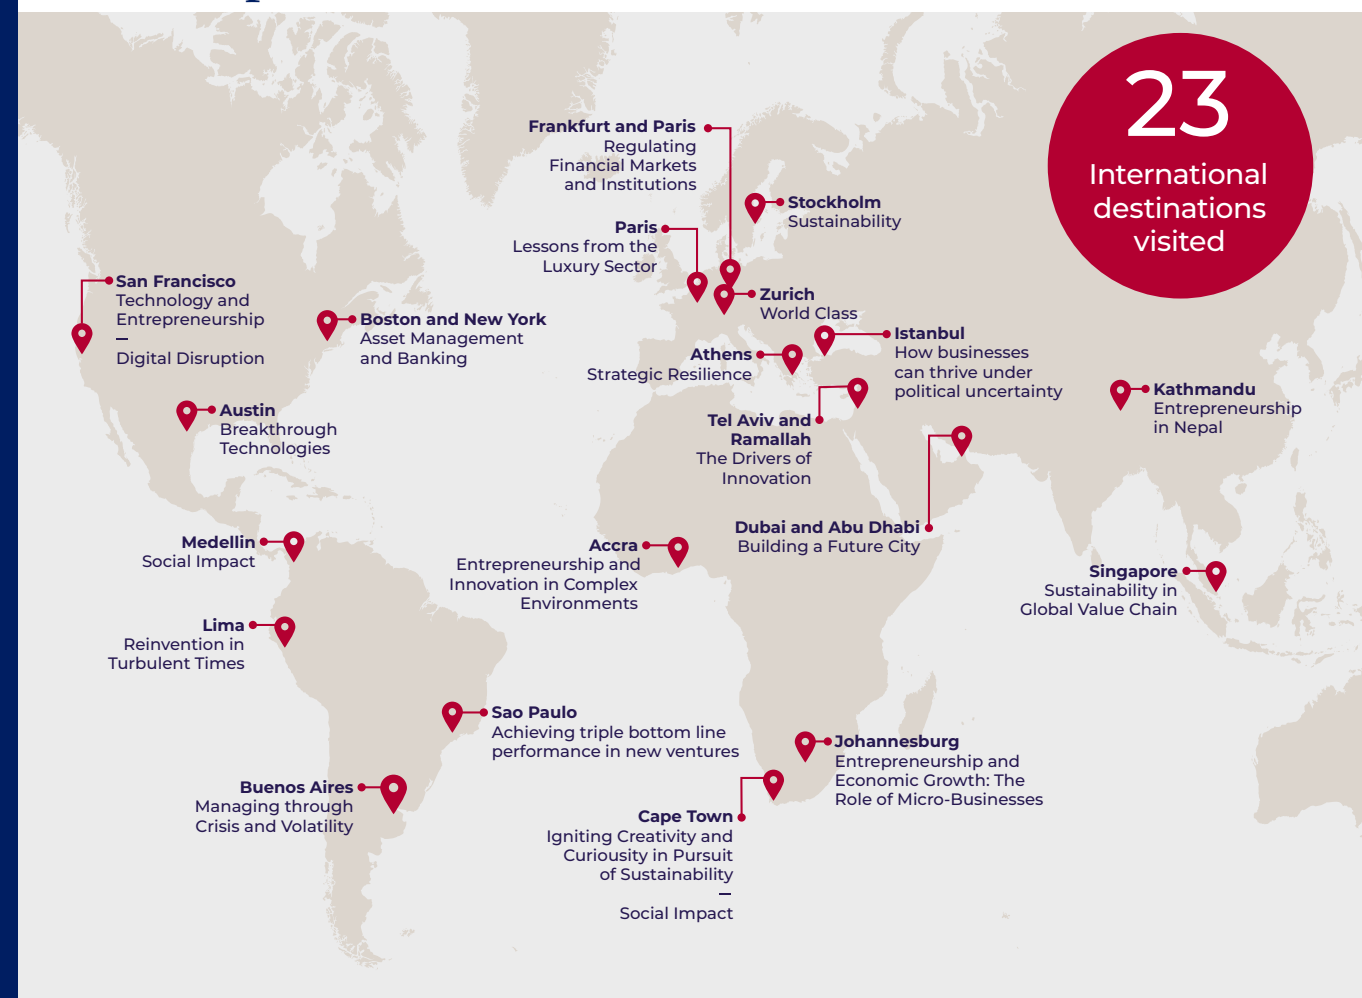 23
International
destinations
visited
Frankfurt and Paris
Regulating
Financial Markets
and Institutions
Stockholm
Sustainability
Paris
Lessons from the
Luxury Sector
San Francisco
Technology and
Entrepreneurship
–
Digital Disruption
Boston and New York
Asset Management
and Banking
Zurich
World Class
Istanbul
How businesses
can thrive under
political uncertainty
Athens
Strategic Resilience
Kathmandu
Entrepreneurship
in Nepal
Austin
Breakthrough
Technologies
Tel Aviv and
Ramallah
The Drivers of
Innovation
Dubai and Abu Dhabi
Building a Future City
Medellin
Social Impact
Accra
Entrepreneurship and
Innovation in Complex
Environments
Singapore
Sustainability in
Global Value Chain
Lima
Reinvention in
Turbulent Times
Sao Paulo
Achieving triple bottom line
performance in new ventures
Johannesburg
Entrepreneurship and
Economic Growth: The
Role of Micro-Businesses
Buenos Aires
Managing through
Crisis and Volatility
Cape Town
Igniting Creativity and
Curiousity in Pursuit
of Sustainability
–
Social Impact